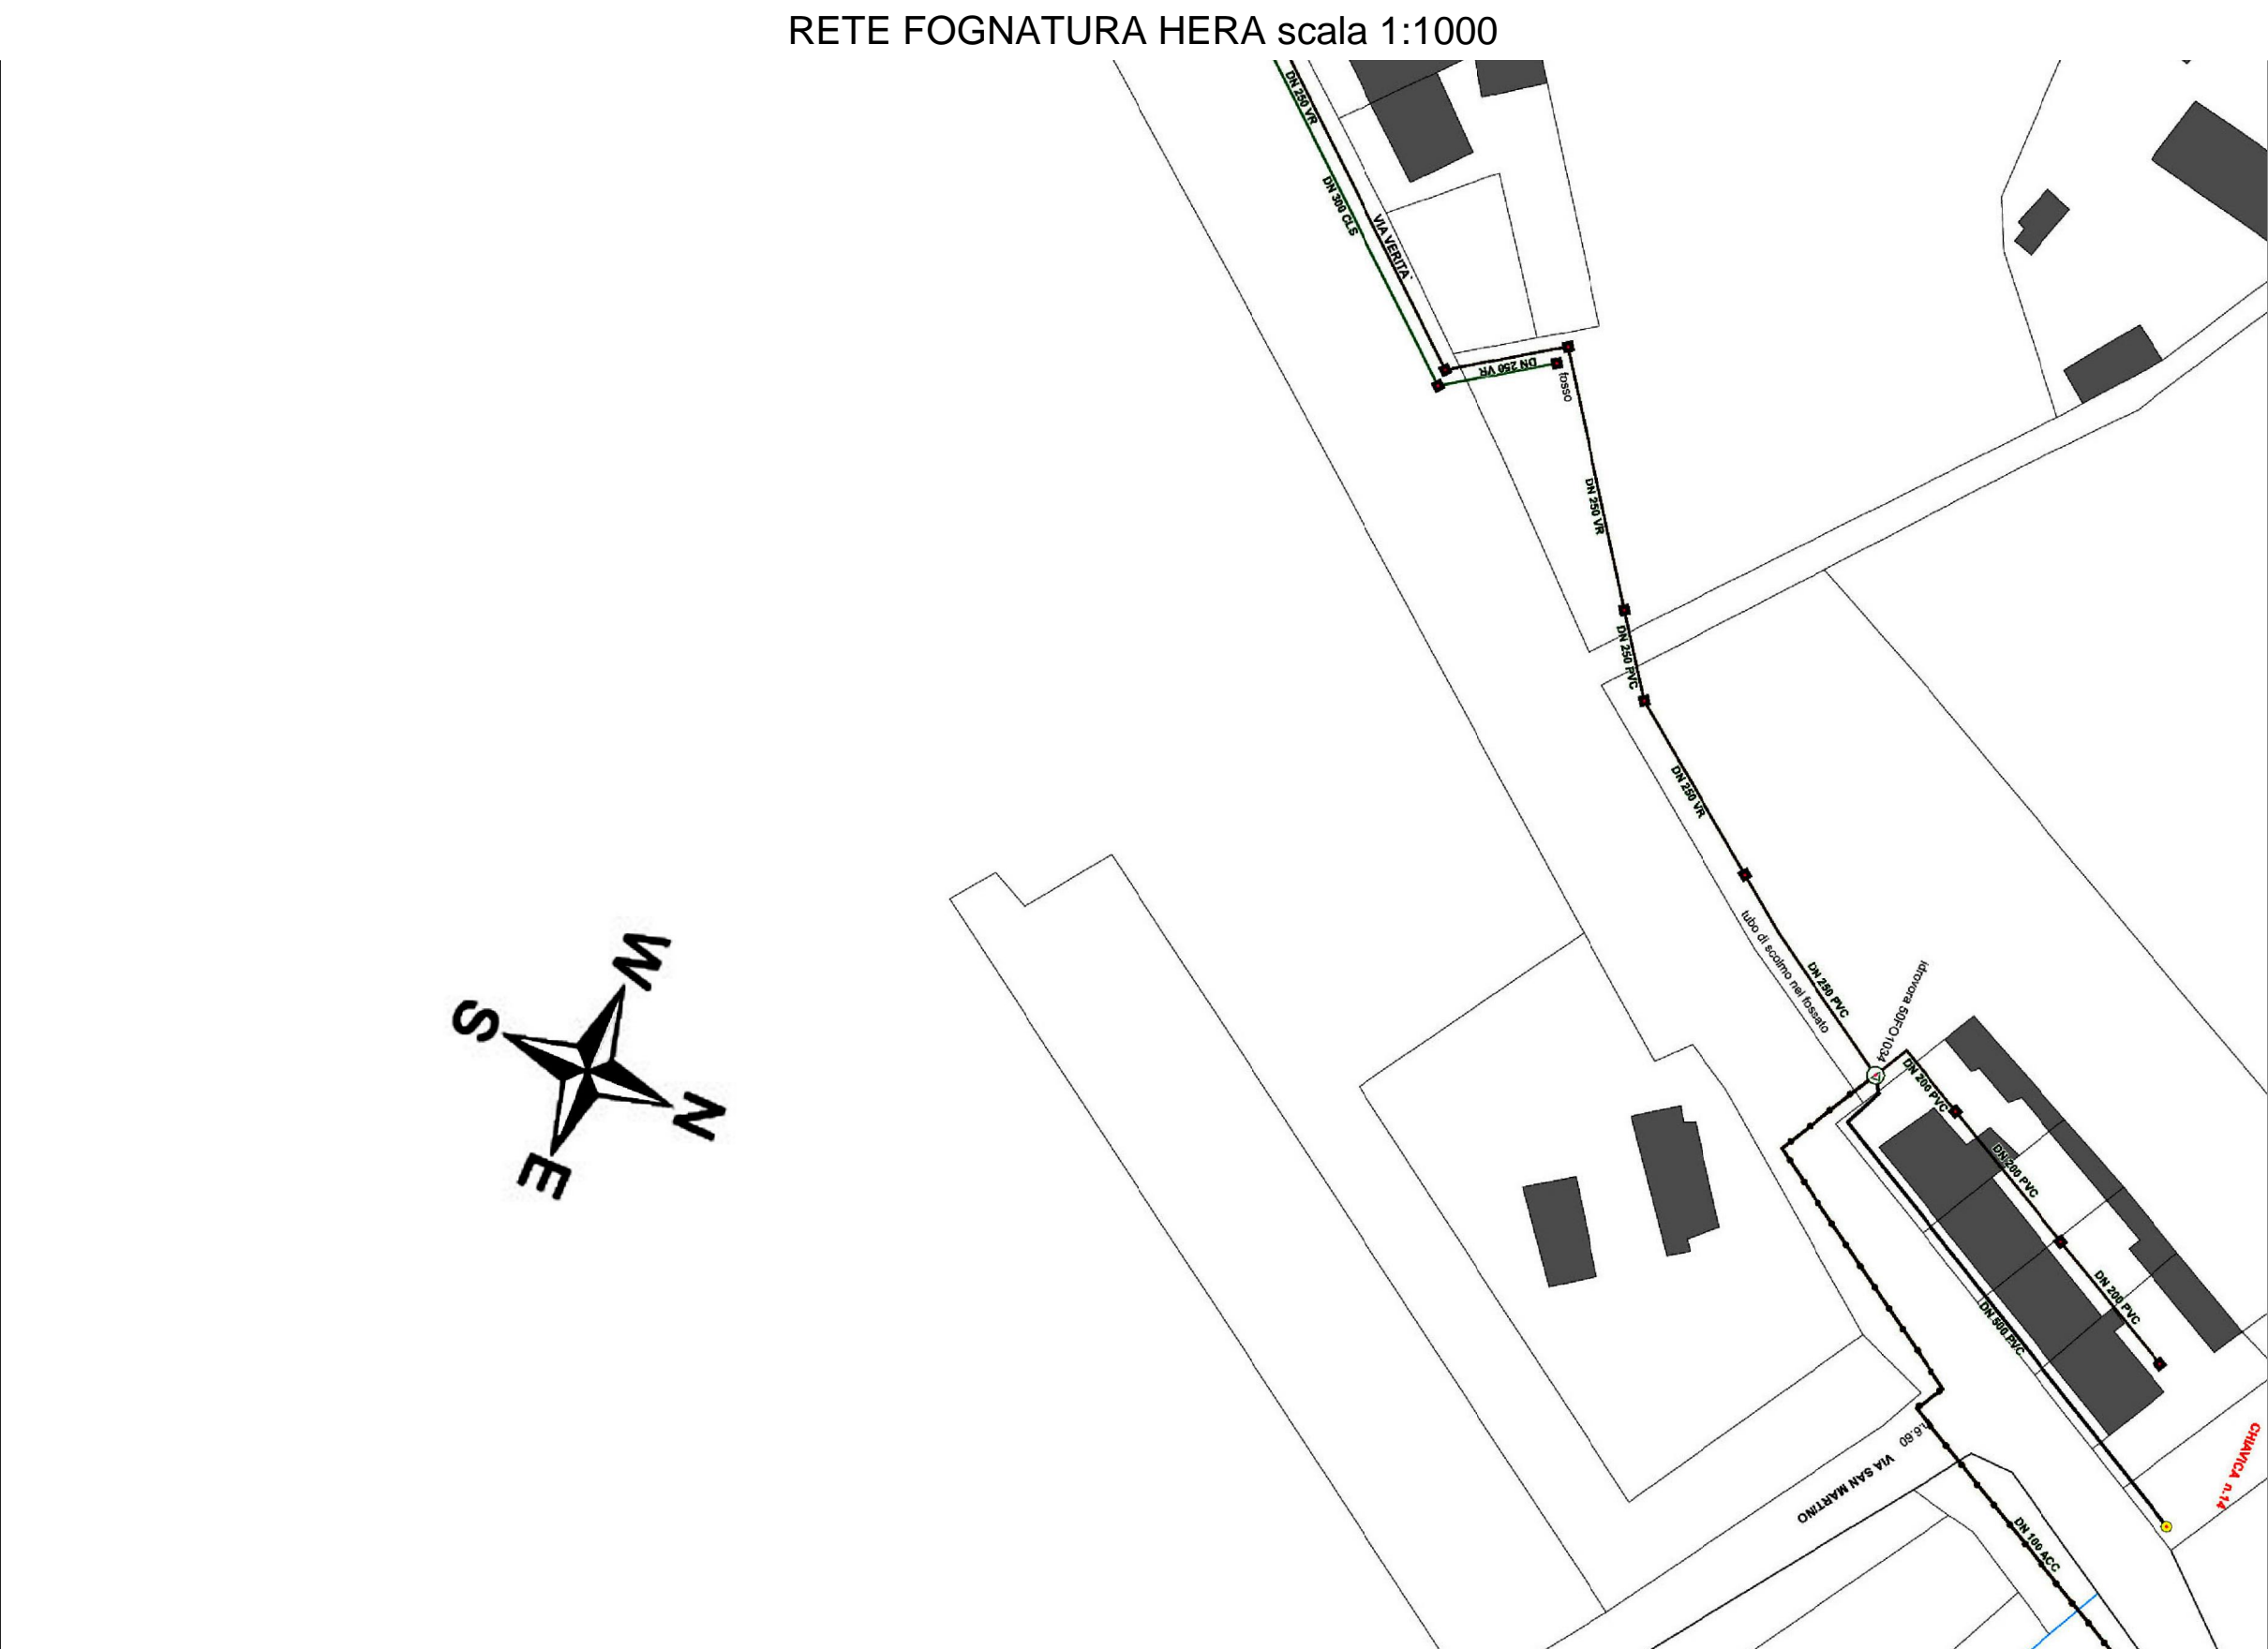 RETE FOGNATURA HERA scala 1:1000
DN 250 VR
DN 300 CLS
VIA VERITA'
DN 250 VR
fosso
DN 250 VR
DN 250 PVC
DN 250 VR
tubo di scolmo nel fossato
DN 250 PVC
idrovora 50FO1034
DN 200 PVC
DN 200 PVC
DN 200 PVC
DN 500 PVC
W
S
N
E
VIA SAN MARTINO
DN 100 ACC
CHIAVICA n.14